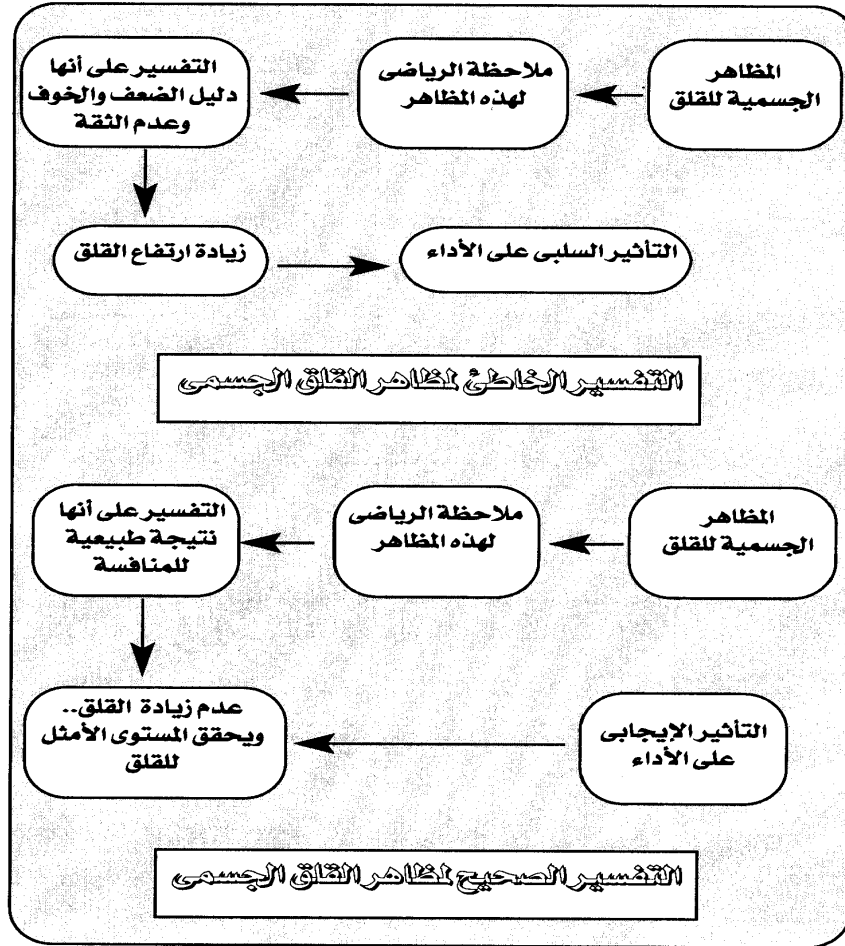 المظاهر
الجسمية للقلق
ملاحظة الرياضى
لهذه المظاهر
التفسير على أنها
دليل الضعف والخوف
وعدم الثقة
زيادة ارتفاع القلق
التأثير السلبى على الأداء
التفسير الخاطئ لمظاهر القلق الجسمى
المظاهر
الجسمية للقلق
ملاحظة الرياضى
لهذه المظاهر
التفسير على أنها
نتيجة طبيعية
للمنافسة
عدم زيادة القلق..
ويحقق المستوى الأمثل
للقلق
التأثير الإيجابى
على الأداء
التفسير الصحيح لمظاهر القلق الجسمى